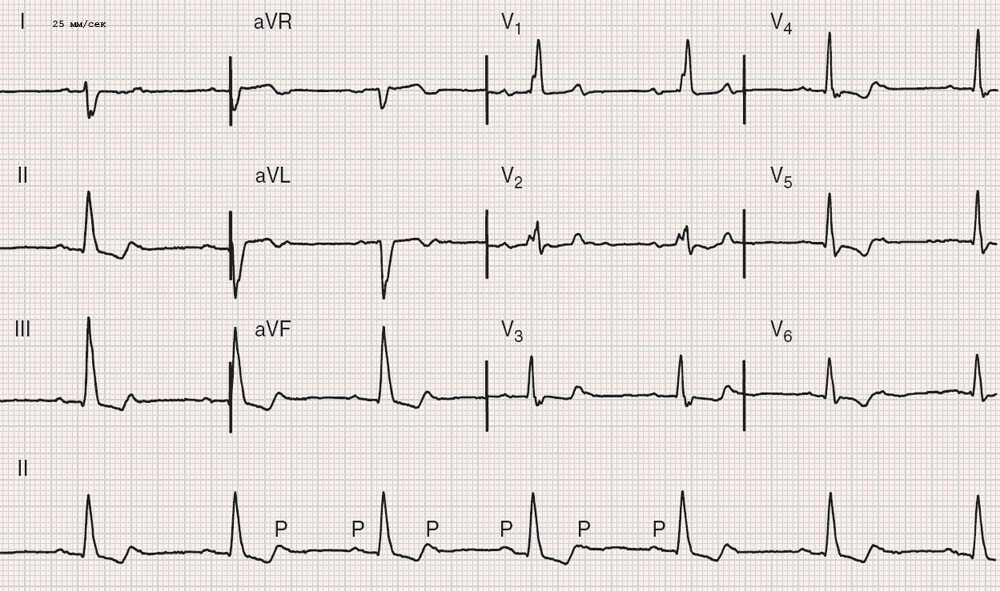 I 25 мм/сек aVR V1 V4
II aVL V2 V5
III aVF V3 V6
II
P P P P P P